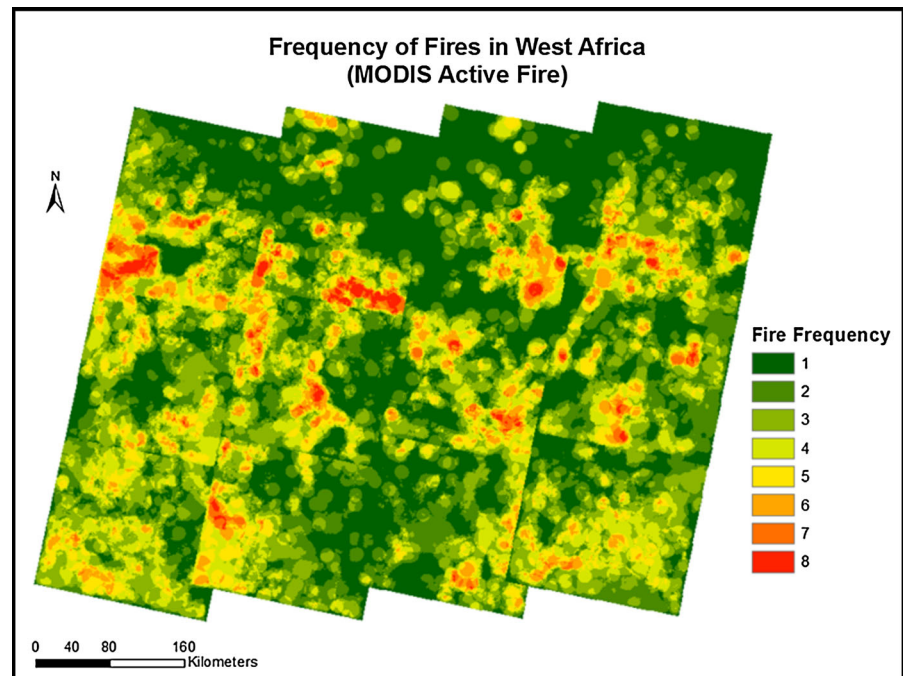 Frequency of Fires in West Africa
(MODIS Active Fire)
N
Fire Frequency
1
2
3
4
5
6
7
8
0 40 80 160
Kilometers